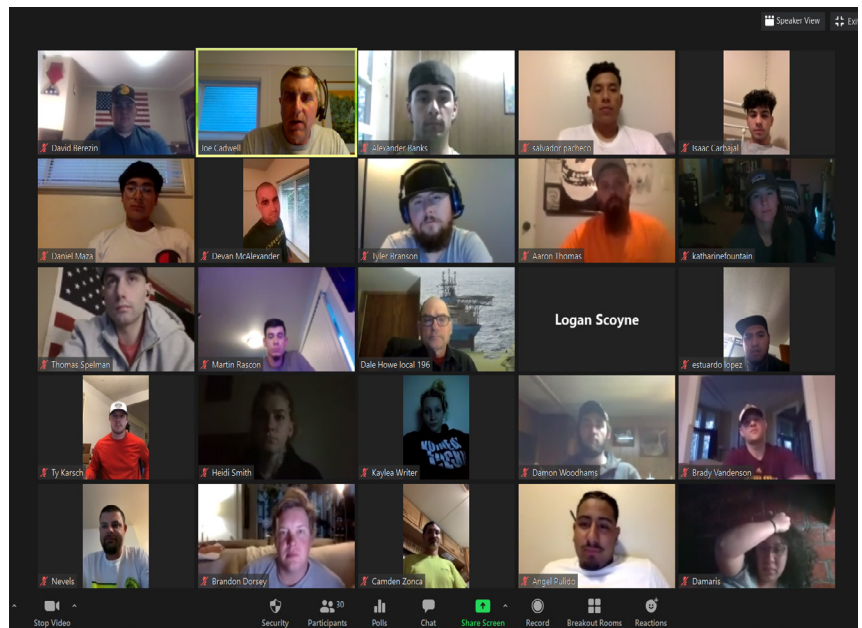 Speaker View
Exi
David Berezin
Joe Cadwell
Alexander Banks
salvador pacheco
Isaac Carbajal
Daniel Maza
Devan McAlexander
Tyler Branson
Aaron Thomas
katharinefountain
Thomas Spelman
Martin Rascon
Dale Howe local 196
Logan Scoyne
estuardo lopez
Ty Karsch
Heidi Smith
Kaylea Writer
Damon Woodhams
Brady Vandenson
Nevels
Brandon Dorsey
Camden Zonca
Angel Pulido
Damaris
30
Stop Video
Security
Participants
Polls
Chat
Share Screen
Record
Breakout Rooms
Reactions